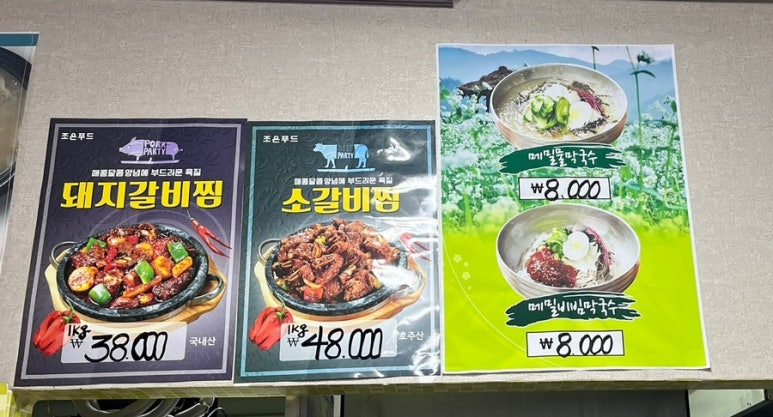 조은푸드
PORK
PARTY
매콤달콤양념에 부드러운 육질
돼지갈비찜
1kg
₩38.000
국내산
조은푸드
PARTY
매콤달콤양념에 부드러운 육질
소갈비찜
1kg
₩48.000
호주산
메밀물막국수
₩8.000
메밀비빔막국수
₩8.000